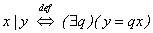 x | y def⇔ (∃q)(y = qx)